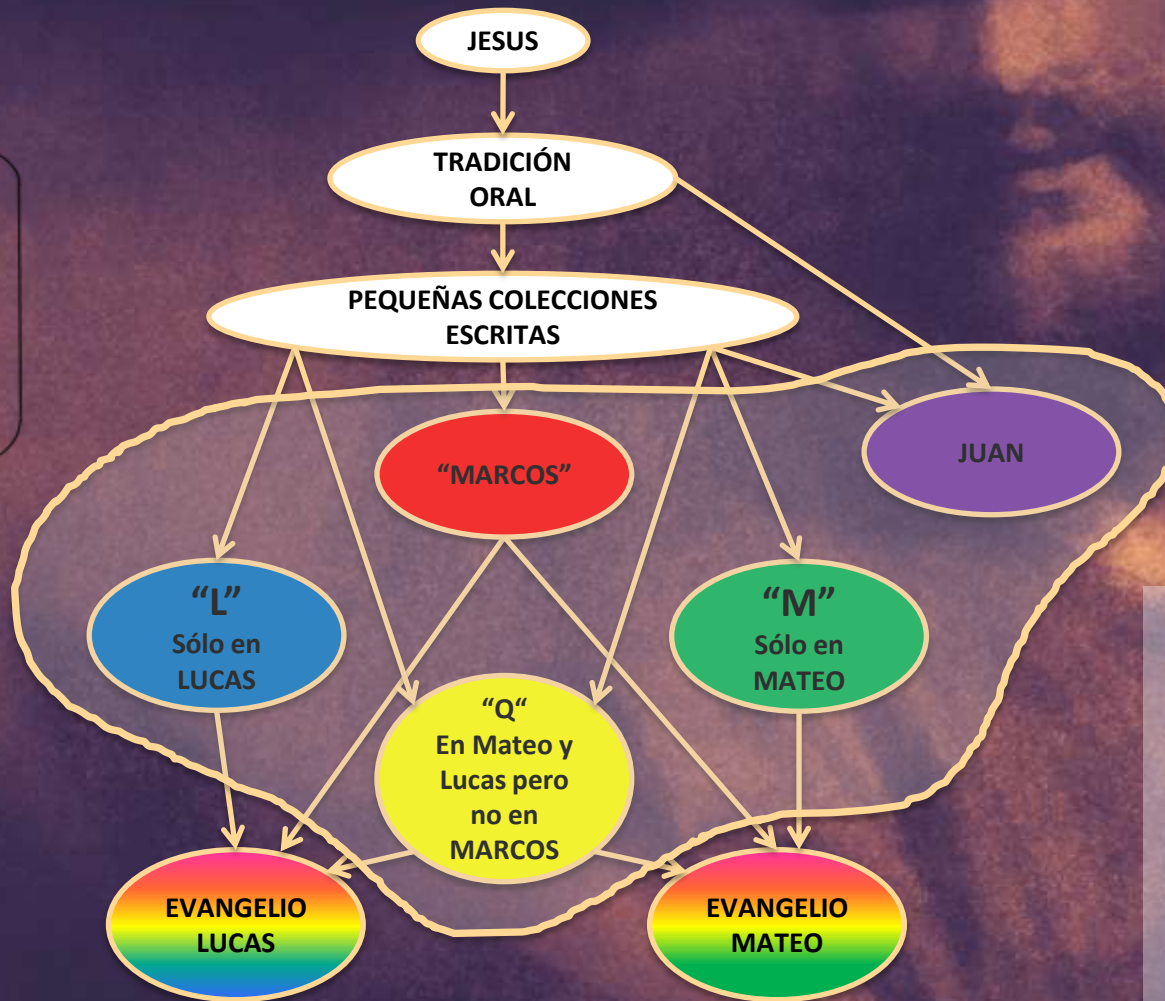 JESUS
TRADICIÓN
ORAL
PEQUEÑAS COLECCIONES
ESCRITAS
“MARCOS”
JUAN
“L”
Sólo en
LUCAS
“M”
Sólo en
MATEO
“Q“
En Mateo y
Lucas pero
no en
MARCOS
EVANGELIO
LUCAS
EVANGELIO
MATEO